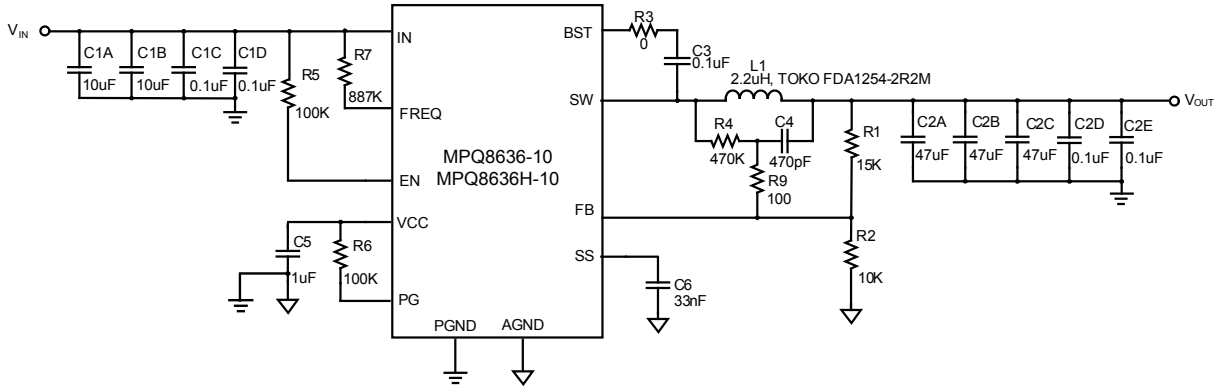 VIN
C1A
10uF
C1B
10uF
C1C
0.1uF
C1D
0.1uF
R5
100K
R7
887K
IN
FREQ
EN
VCC
PG
PGND
AGND
BST
SW
FB
SS
MPQ8636-10
MPQ8636H-10
C5
1uF
R6
100K
R3
0
C3
0.1uF
L1
2.2uH, TOKO FDA1254-2R2M
R4
470K
C4
470pF
R9
100
R1
15K
R2
10K
C6
33nF
C2A
47uF
C2B
47uF
C2C
47uF
C2D
0.1uF
C2E
0.1uF
VOUT